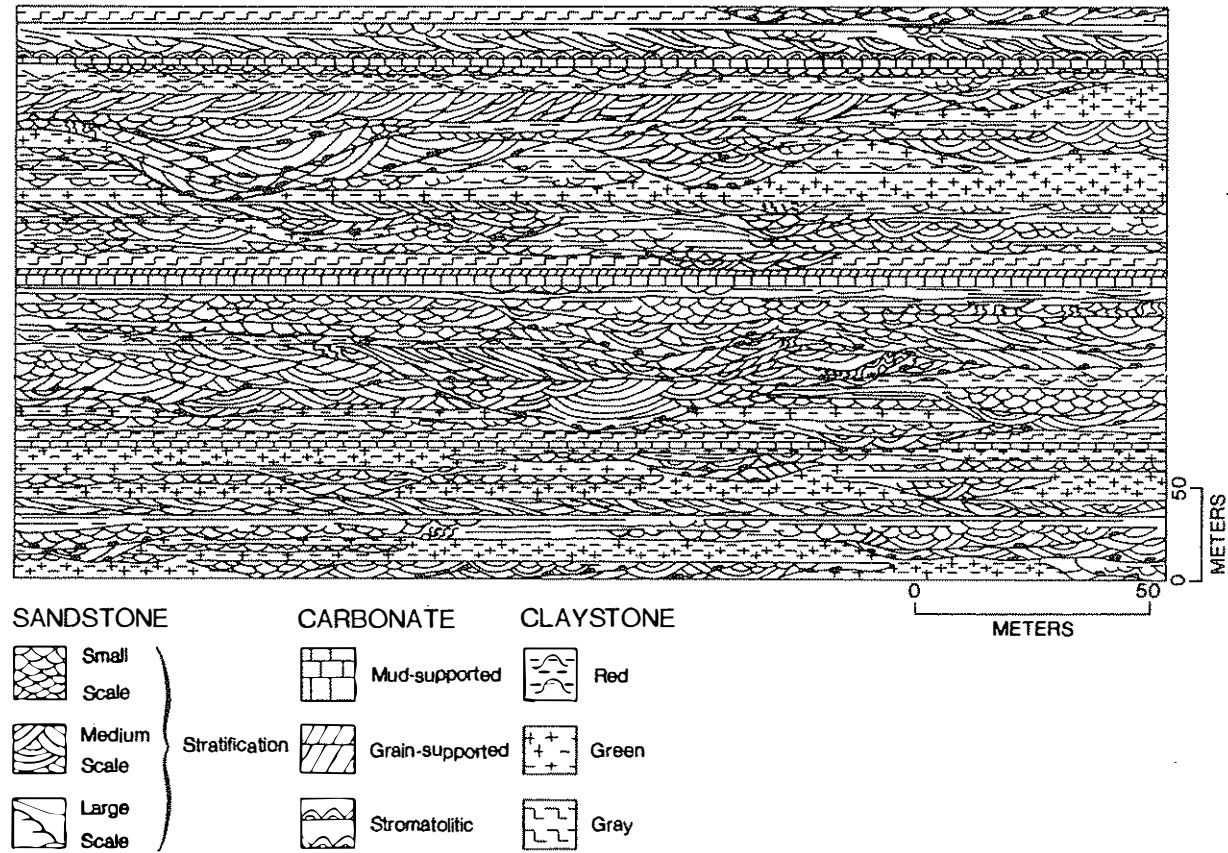 50
METERS
0
0 50
METERS
SANDSTONE
Small
Scale
Medium
Scale
Large
Scale
Stratification
CARBONATE
Mud-supported
Grain-supported
Stromatolitic
CLAYSTONE
Red
Green
Gray